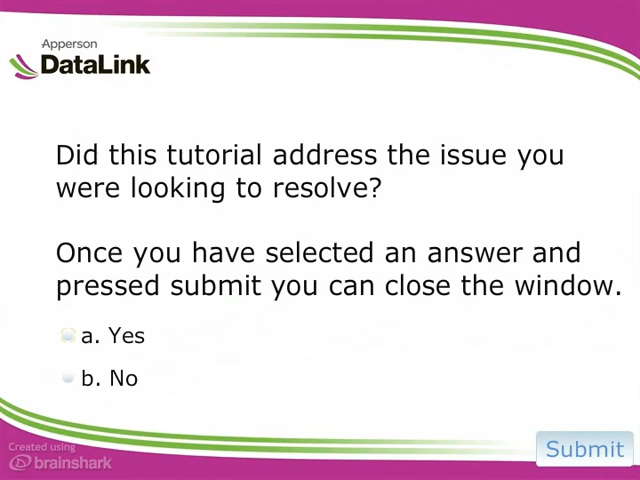 Apperson
DataLink
Did this tutorial address the issue you
were looking to resolve?
Once you have selected an answer and
pressed submit you can close the window.
a. Yes
b. No
Submit
Created using
brainshark